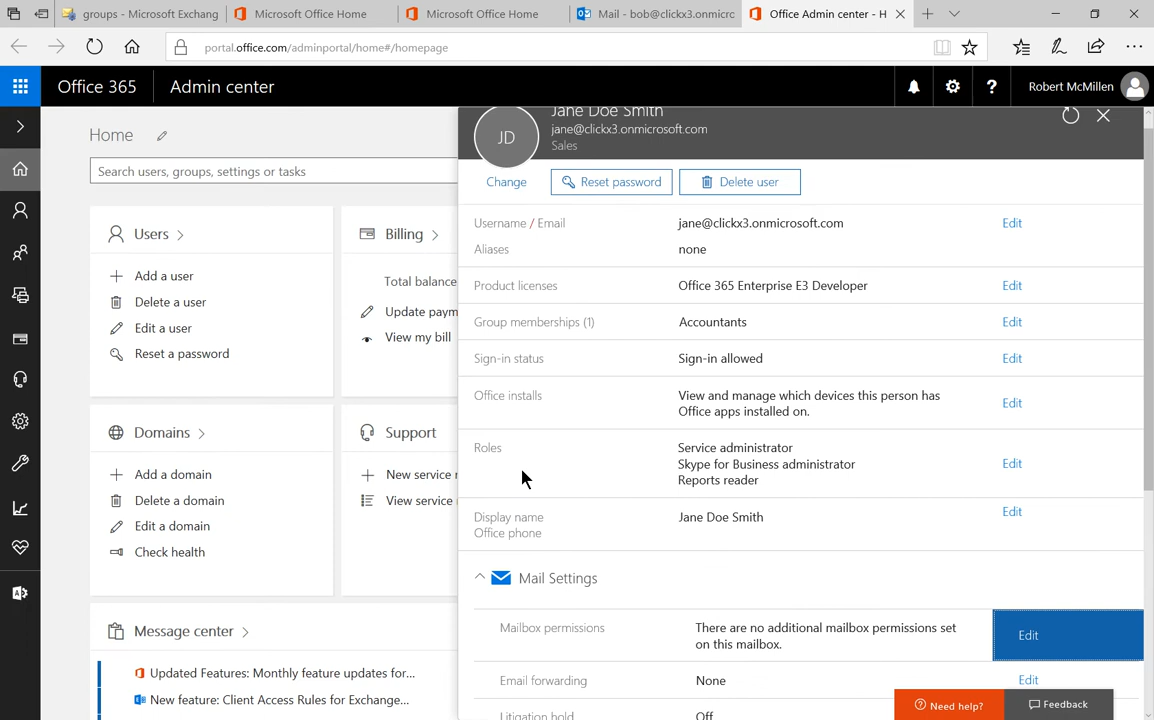 groups - Microsoft Exchang
Microsoft Office Home
Microsoft Office Home
Mail - bob@clickx3.onmicro
Office Admin center - H
portal.office.com/adminportal/home#/homepage
Office 365
Admin center
Robert McMillen
Home
Search users, groups, settings or tasks
Users
Add a user
Delete a user
Edit a user
Reset a password
Billing
Total balance
Update paym
View my bill
Domains
Add a domain
Delete a domain
Edit a domain
Check health
Support
New service r
View service
Message center
Updated Features: Monthly feature updates for...
New feature: Client Access Rules for Exchange...
JD
Jane Doe Smith
jane@clickx3.onmicrosoft.com
Sales
Change
Reset password
Delete user
Username / Email
jane@clickx3.onmicrosoft.com
Edit
Aliases
none
Product licenses
Office 365 Enterprise E3 Developer
Edit
Group memberships (1)
Accountants
Edit
Sign-in status
Sign-in allowed
Edit
Office installs
View and manage which devices this person has
Office apps installed on.
Edit
Roles
Service administrator
Skype for Business administrator
Reports reader
Edit
Display name
Jane Doe Smith
Edit
Office phone
Mail Settings
Mailbox permissions
There are no additional mailbox permissions set
on this mailbox.
Edit
Email forwarding
None
Edit
Litigation hold
Off
Need help?
Feedback